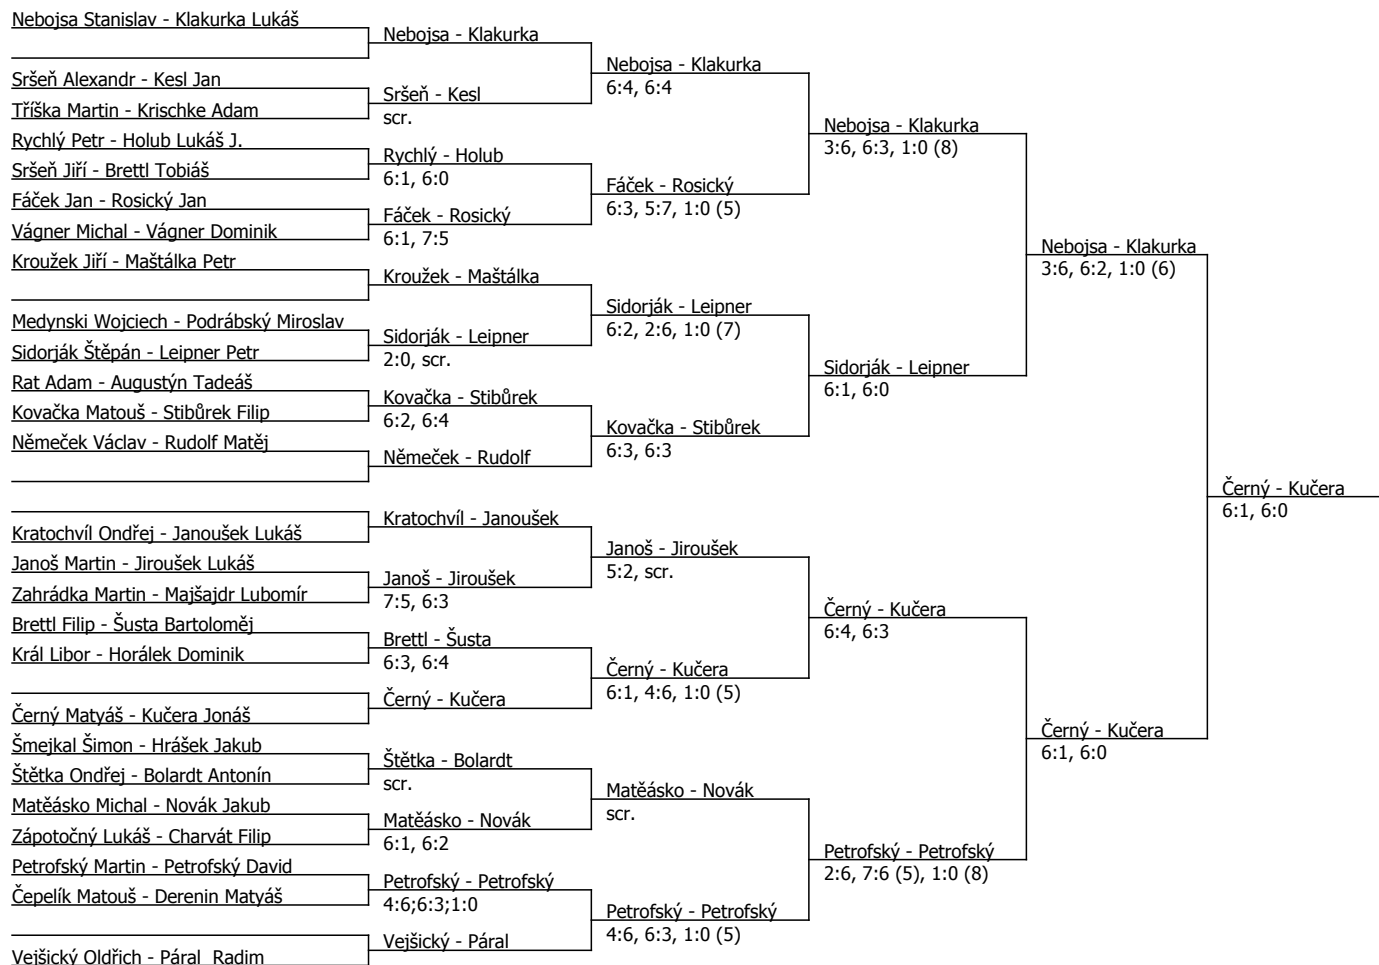 Nebojsa Stanislav - Klakurka Lukáš
Sršeň Alexandr - Kesl Jan
Tříška Martin - Krischke Adam
Rychlý Petr - Holub Lukáš J.
Sršeň Jiří - Brettl Tobiáš
Fáček Jan - Rosický Jan
Vágner Michal - Vágner Dominik
Kroužek Jiří - Maštálka Petr
Medynski Wojciech - Podrábský Miroslav
Sidorják Štěpán - Leipner Petr
Rat Adam - Augustýn Tadeáš
Kovačka Matouš - Stibůrek Filip
Němeček Václav - Rudolf Matěj
Kratochvíl Ondřej - Janoušek Lukáš
Janoš Martin - Jiroušek Lukáš
Zahrádka Martin - Majšajdr Lubomír
Brettl Filip - Šusta Bartoloměj
Král Libor - Horálek Dominik
Černý Matyáš - Kučera Jonáš
Šmejkal Šimon - Hrášek Jakub
Štětka Ondřej - Bolardt Antonín
Matěásko Michal - Novák Jakub
Zápotočný Lukáš - Charvát Filip
Petrofský Martin - Petrofský David
Čepelík Matouš - Derenin Matyáš
Vejšický Oldřich - Páral  Radim
Nebojsa - Klakurka
Sršeň - Kesl
scr.
Rychlý - Holub
6:1, 6:0
Fáček - Rosický
6:1, 7:5
Kroužek - Maštálka
Sidorják - Leipner
2:0, scr.
Kovačka - Stibůrek
6:2, 6:4
Němeček - Rudolf
Kratochvíl - Janoušek
Janoš - Jiroušek
7:5, 6:3
Brettl - Šusta
6:3, 6:4
Černý - Kučera
Štětka - Bolardt
scr.
Matěásko - Novák
6:1, 6:2
Petrofský - Petrofský
4:6;6:3;1:0
Vejšický - Páral
Nebojsa - Klakurka
6:4, 6:4
Fáček - Rosický
6:3, 5:7, 1:0 (5)
Sidorják - Leipner
6:2, 2:6, 1:0 (7)
Kovačka - Stibůrek
6:3, 6:3
Janoš - Jiroušek
5:2, scr.
Černý - Kučera
6:1, 4:6, 1:0 (5)
Matěásko - Novák
scr.
Petrofský - Petrofský
4:6, 6:3, 1:0 (5)
Nebojsa - Klakurka
3:6, 6:3, 1:0 (8)
Sidorják - Leipner
6:1, 6:0
Černý - Kučera
6:4, 6:3
Petrofský - Petrofský
2:6, 7:6 (5), 1:0 (8)
Nebojsa - Klakurka
3:6, 6:2, 1:0 (6)
Černý - Kučera
6:1, 6:0
Černý - Kučera
6:1, 6:0